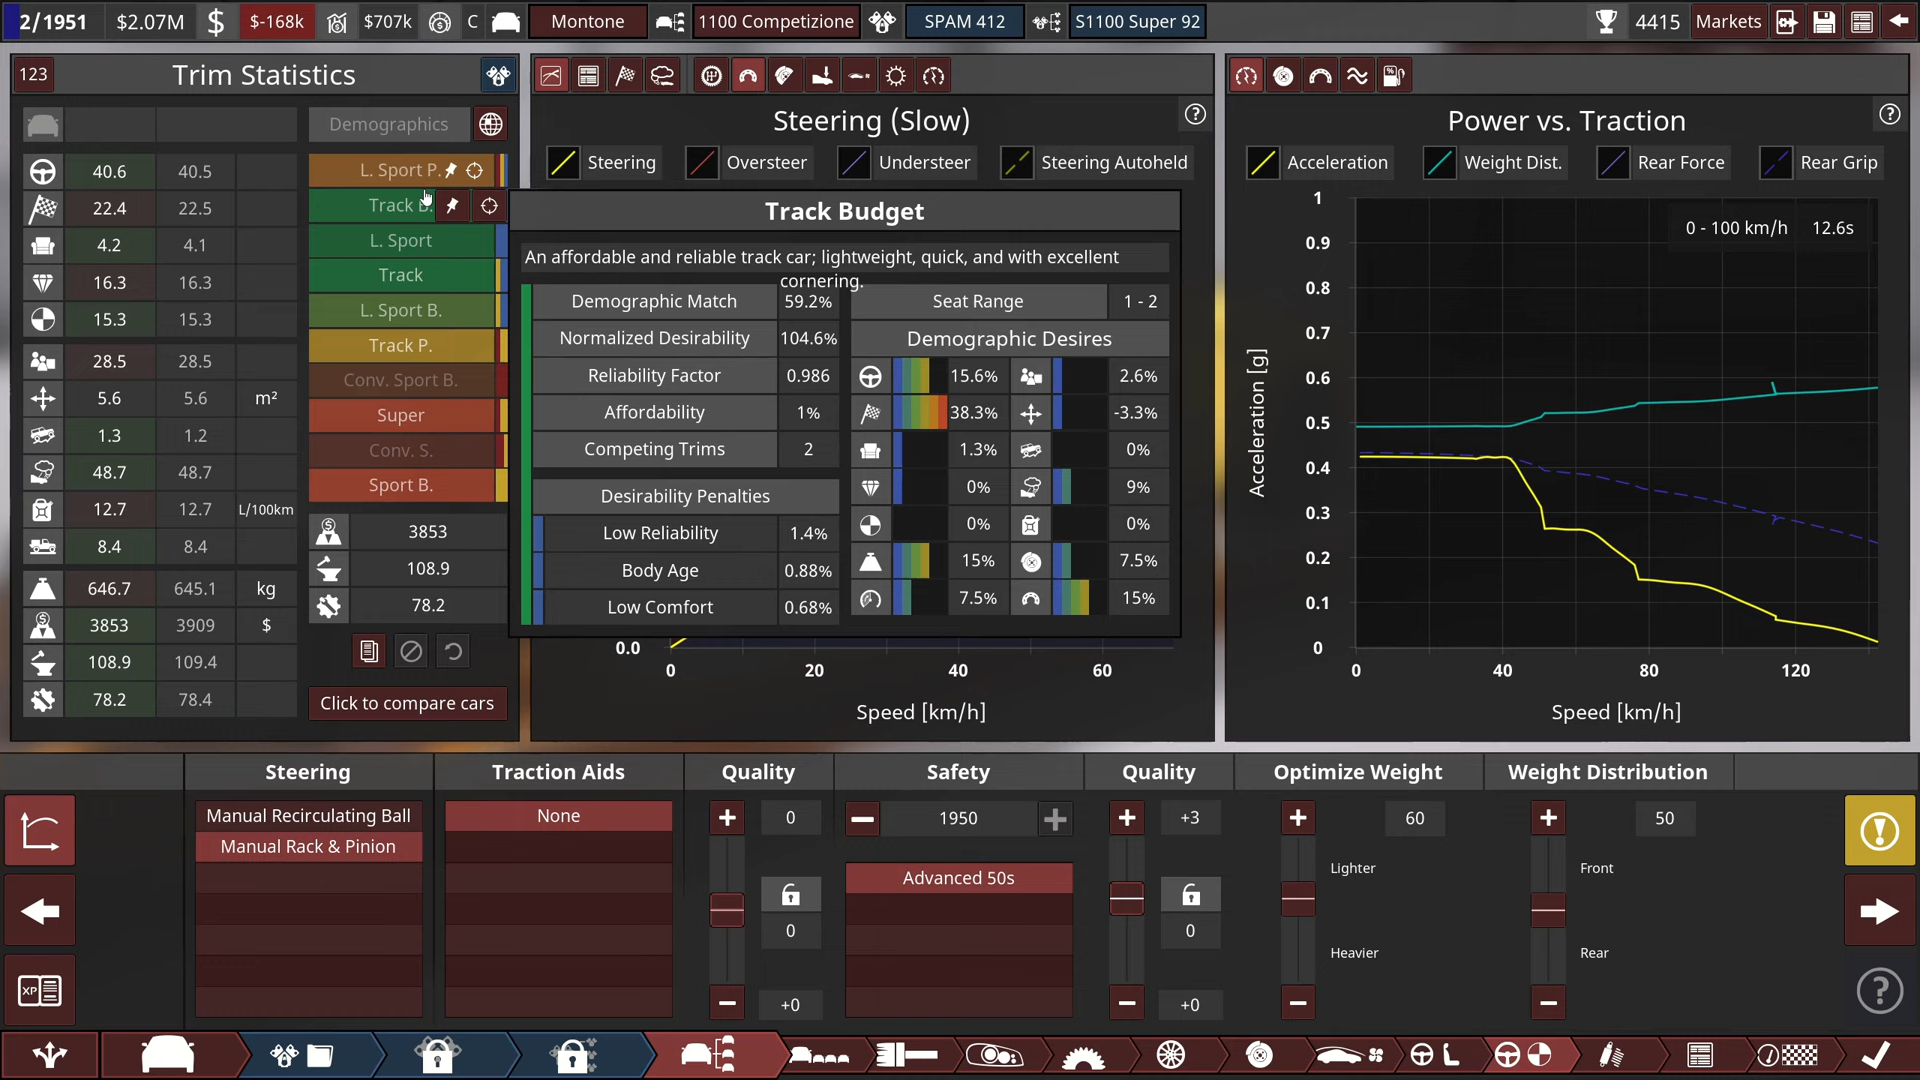 2/1951 $2.07M $-168k $707k C Montone 1100 Competizione SPAM 412 S1100 Super 92 4415 Markets
123 Trim Statistics
Demographics
40.6 40.5
22.4 22.5
4.2 4.1
16.3 16.3
15.3 15.3
28.5 28.5
5.6 5.6 m²
1.3 1.2
48.7 48.7
12.7 12.7 L/100km
8.4 8.4
646.7 645.1 kg
3853 3909 $
108.9 109.4
78.2 78.4
L. Sport P.
Track B.
L. Sport
Track
L. Sport B.
Track P.
Conv. Sport B.
Super
Conv. S.
Sport B.
3853
108.9
78.2
Click to compare cars
Steering (Slow) ?
Steering Oversteer Understeer Steering Autoheld
Track Budget
An affordable and reliable track car; lightweight, quick, and with excellent
cornering.
Demographic Match 59.2%
Normalized Desirability 104.6%
Reliability Factor 0.986
Affordability 1%
Competing Trims 2
Desirability Penalties
Low Reliability 1.4%
Body Age 0.88%
Low Comfort 0.68%
Seat Range 1 - 2
Demographic Desires
15.6% 2.6%
38.3% -3.3%
1.3% 0%
0% 9%
0% 0%
15% 7.5%
7.5% 15%
0.0
0 20 40 60
Speed [km/h]
Power vs. Traction ?
Acceleration Weight Dist. Rear Force Rear Grip
0 - 100 km/h 12.6s
Acceleration [g]
1
0.9
0.8
0.7
0.6
0.5
0.4
0.3
0.2
0.1
0
0 40 80 120
Speed [km/h]
Steering
Manual Recirculating Ball
Manual Rack & Pinion
Traction Aids
None
Quality
0
0
+0
Safety
1950
Advanced 50s
Quality
+3
0
+0
Optimize Weight
60
Lighter
Heavier
Weight Distribution
50
Front
Rear
XP
?